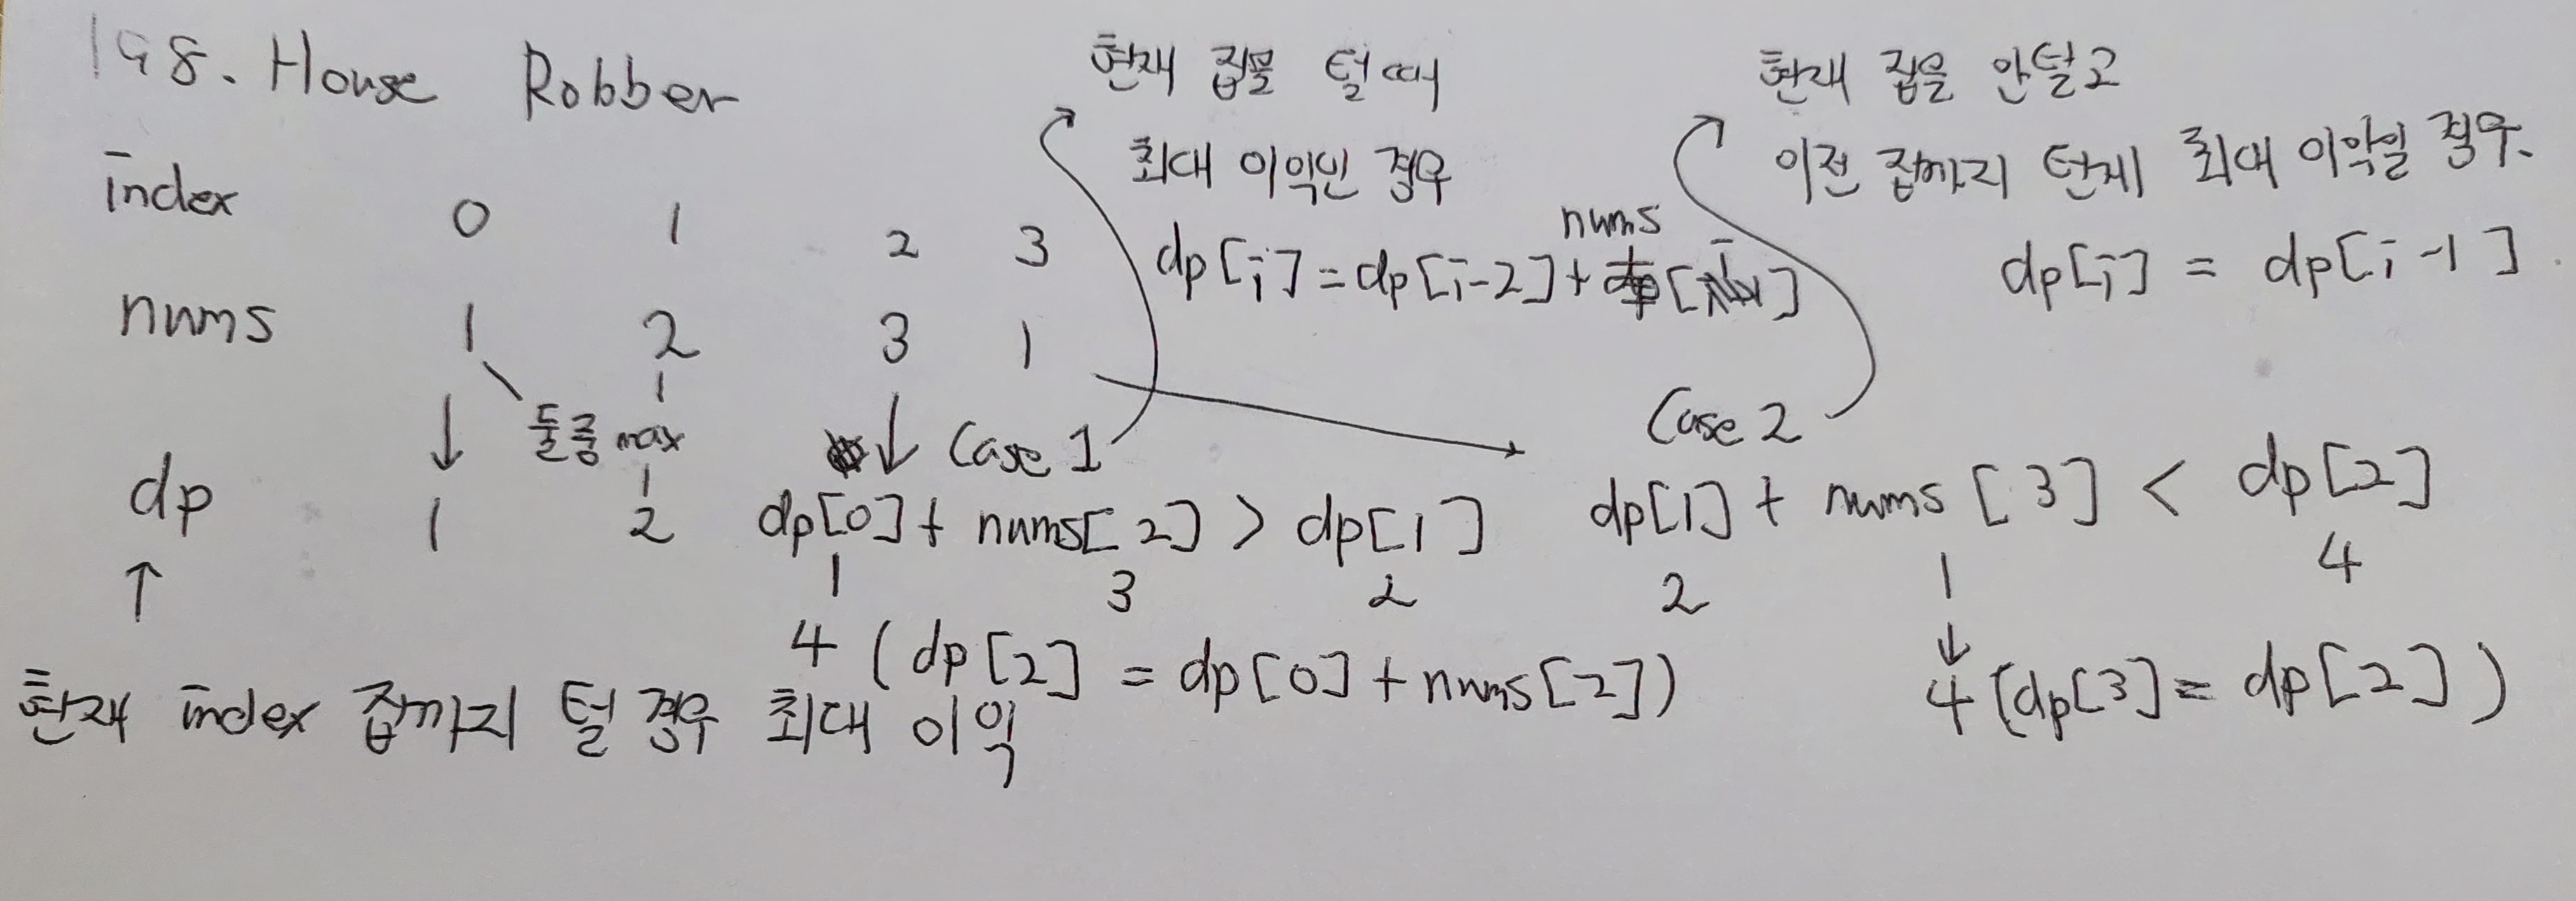 198. House Robber
현재 집을 털 때
최대 이익인 경우
dp[i] = dp[i-2] + nums[i]
현재 집을 안털고
이전 집까지 턴게 최대 이익일 경우.
dp[i] = dp[i-1]
index 0 1 2 3
nums 1 2 3 1
둘중 max
Case 1
Case 2
dp 1 2 dp[0] + nums[2] > dp[1] dp[1] + nums [3] < dp[2]
1 3 2 2 1 4
4 (dp[2] = dp[0] + nums[2]) 4 (dp[3] = dp[2])
현재 index 집까지 털 경우 최대 이익